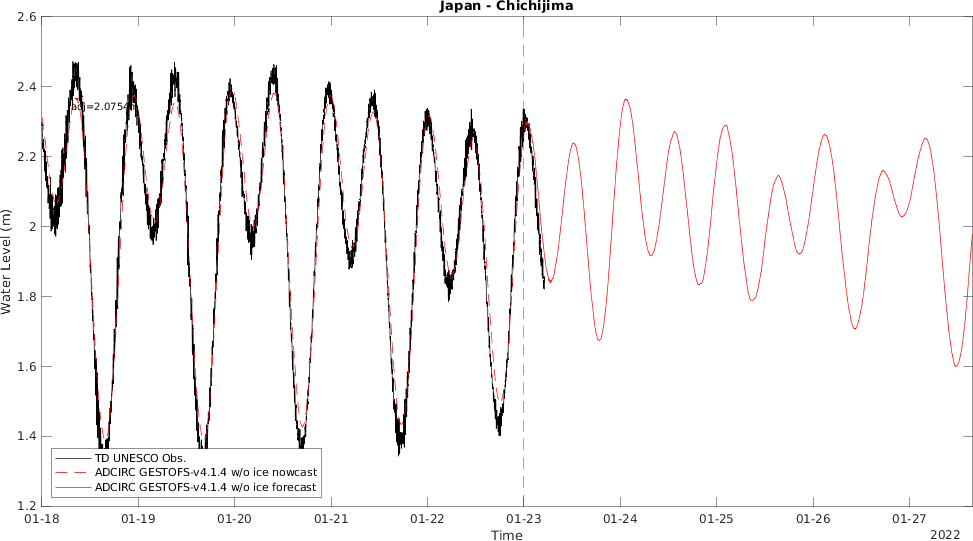 Japan - Chichijima
2.6
2.4
2.2
2
1.8
1.6
1.4
1.2
Water Level (m)
adj=2.0754
TD UNESCO Obs.
ADCIRC GESTOFS-v4.1.4 w/o ice nowcast
ADCIRC GESTOFS-v4.1.4 w/o ice forecast
01-18 01-19 01-20 01-21 01-22 01-23 01-24 01-25 01-26 01-27
Time
2022